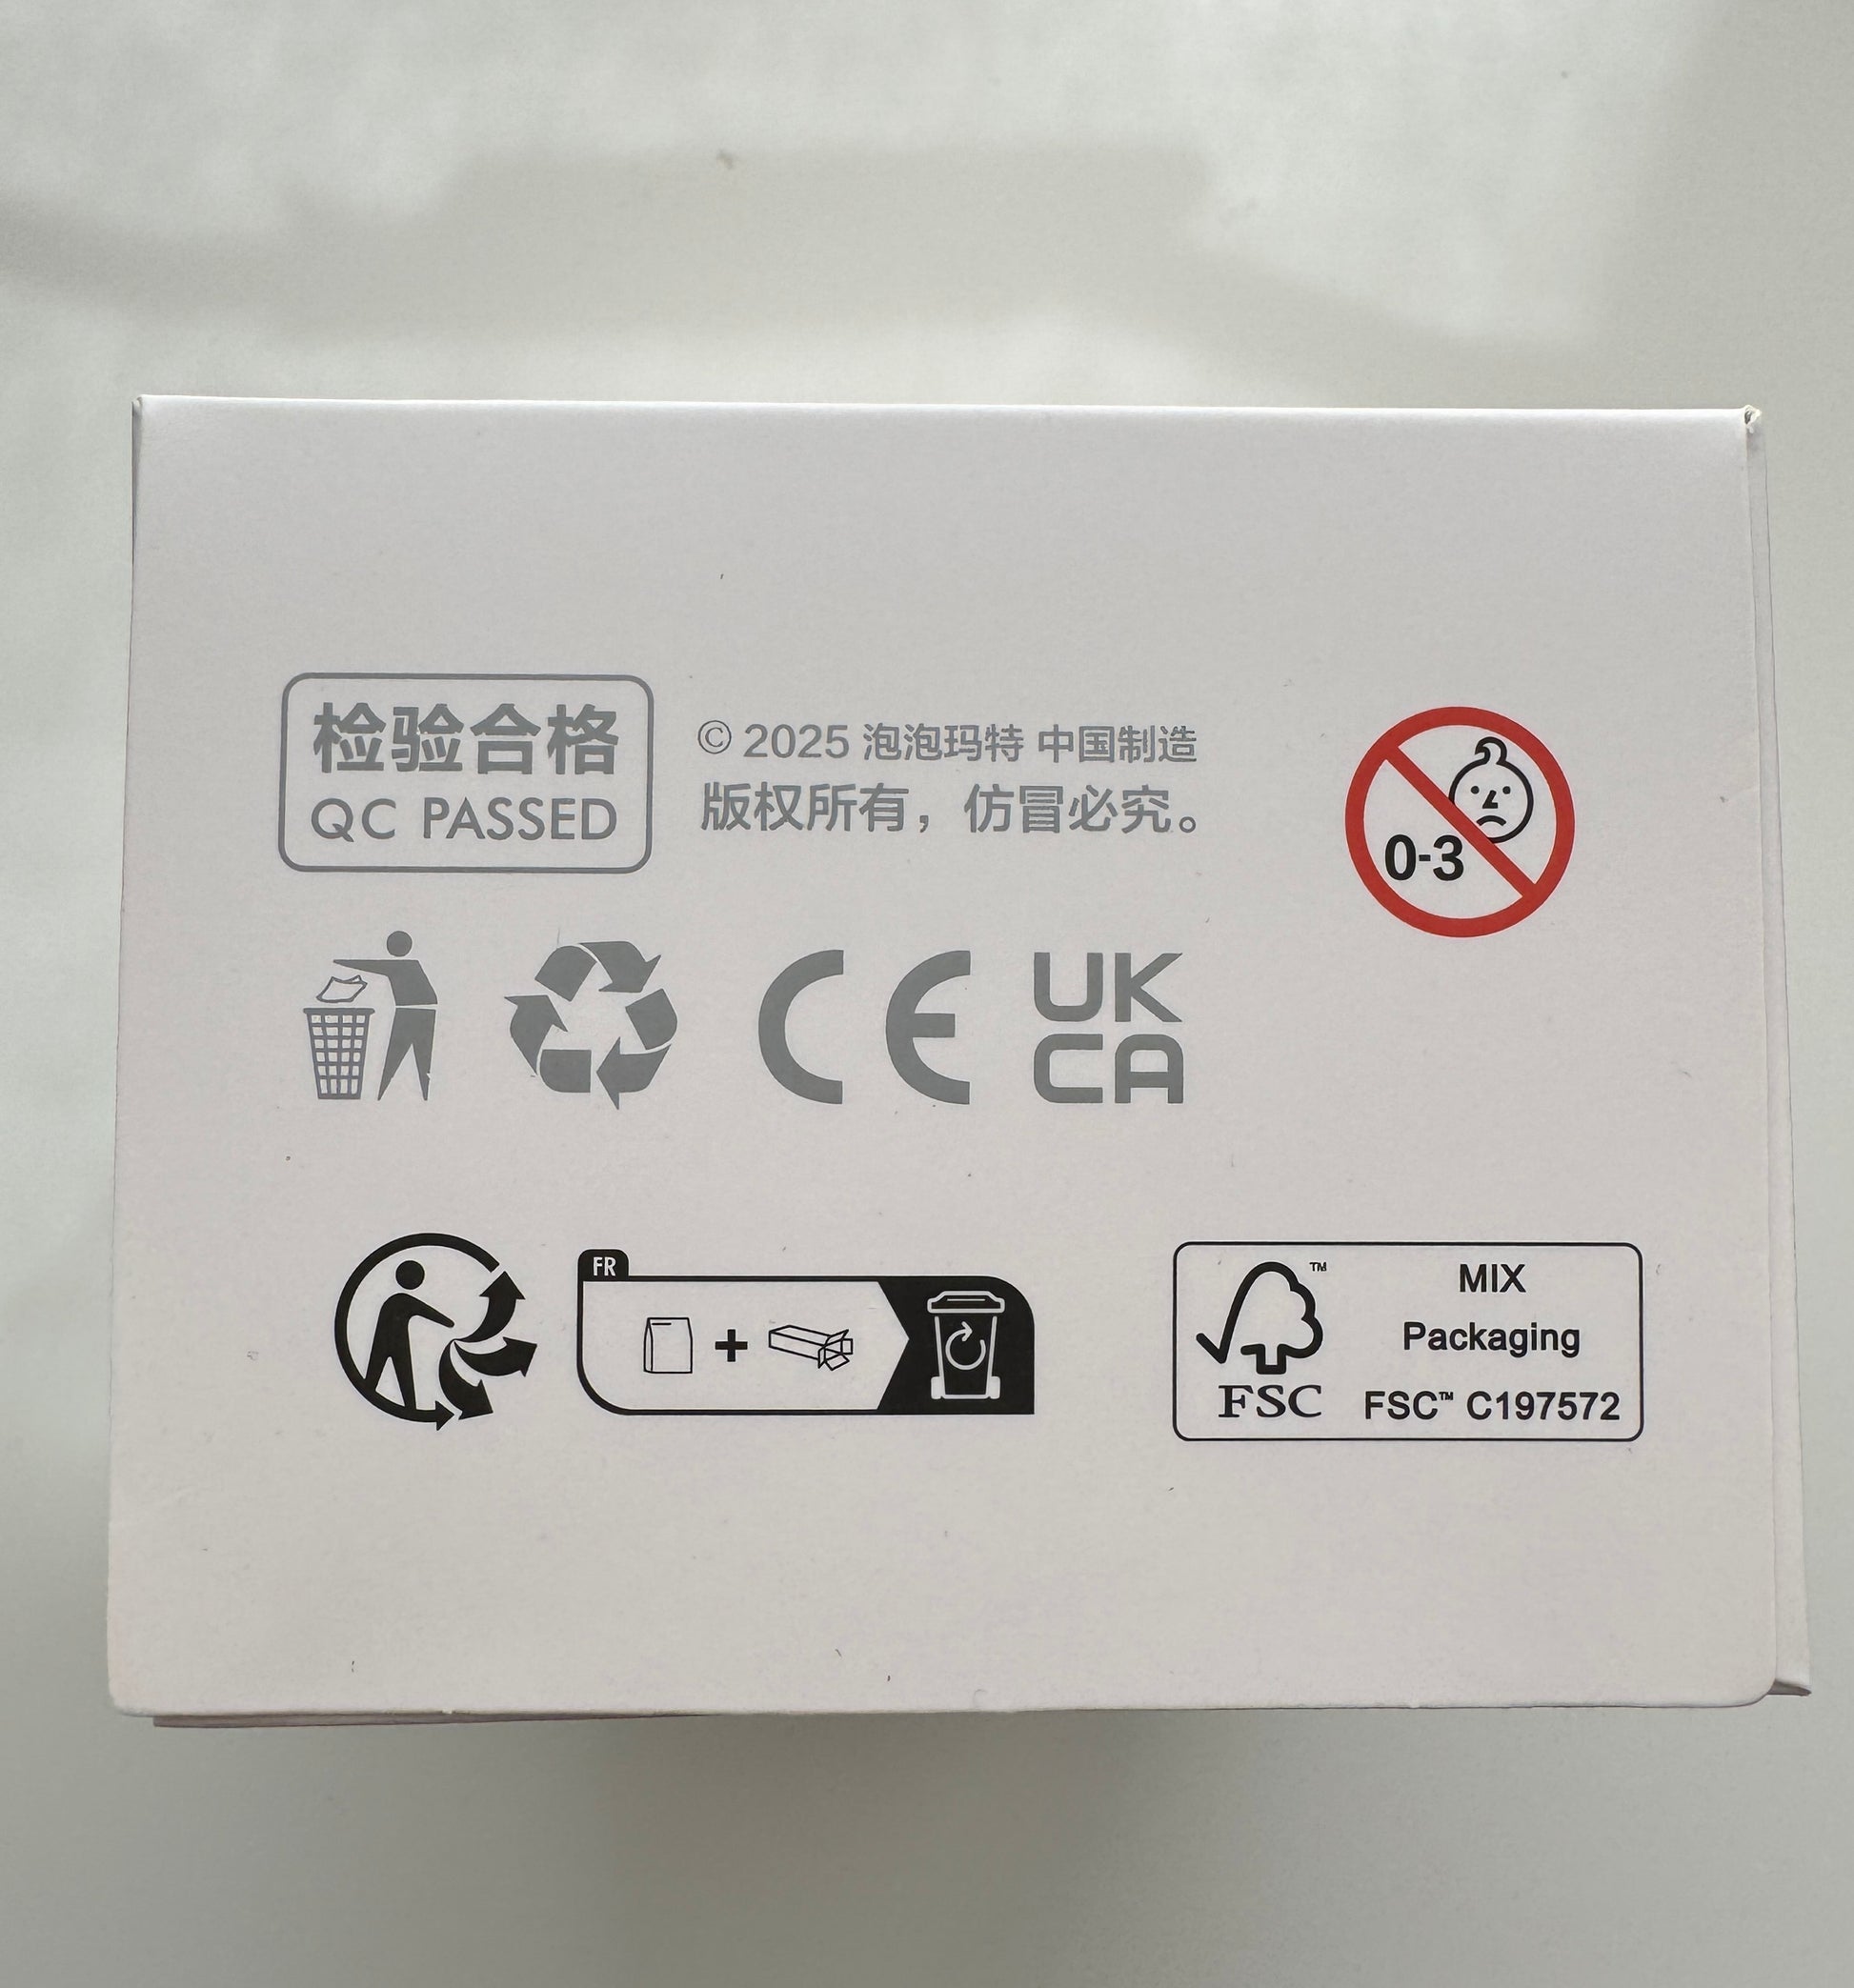 检验合格
QC PASSED
© 2025 泡泡玛特 中国制造
版权所有，仿冒必究。
0-3
CE
UK
CA
FR
TM
FSC
MIX
Packaging
FSC™ C197572